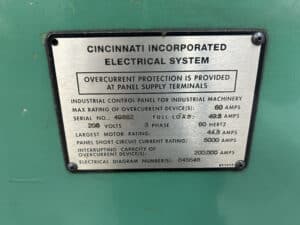 CINCINNATI INCORPORATED
ELECTRICAL SYSTEM
OVERCURRENT PROTECTION IS PROVIDED
AT PANEL SUPPLY TERMINALS
INDUSTRIAL CONTROL PANEL FOR INDUSTRIAL MACHINERY
MAX RATING OF OVERCURRENT DEVICE(S): 60 AMPS
SERIAL NO. 49862 FULL LOAD: 49.8 AMPS
208 VOLTS 3 PHASE 60 HERTZ
LARGEST MOTOR RATING: 44.5 AMPS
PANEL SHORT CIRCUIT CURRENT RATING: 5000 AMPS
INTERRUPTING CAPACITY OF
OVERCURRENT DEVICE(S): 200,000 AMPS
ELECTRICAL DIAGRAM NUMBER(S): 045548